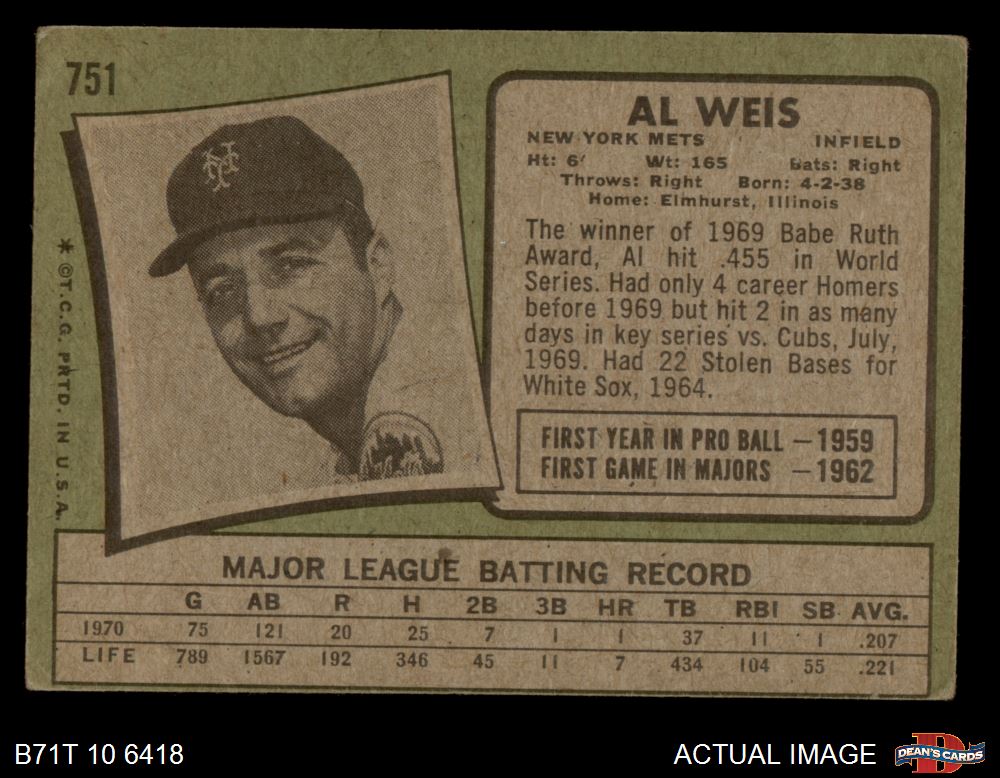 751
AL WEIS
NEW YORK METS INFIELD
Ht: 6' Wt: 165 Bats: Right
Throws: Right Born: 4-2-38
Home: Elmhurst, Illinois
The winner of 1969 Babe Ruth
Award, Al hit .455 in World
Series. Had only 4 career Homers
before 1969 but hit 2 in as many
days in key series vs. Cubs, July,
1969. Had 22 Stolen Bases for
White Sox, 1964.
FIRST YEAR IN PRO BALL — 1959
FIRST GAME IN MAJORS — 1962
NY
* ©T.C.G. PRTD. IN U.S.A.
MAJOR LEAGUE BATTING RECORD
G AB R H 2B 3B HR TB RBI SB AVG.
1970 75 121 20 25 7 1 1 37 11 1 .207
LIFE 789 1567 192 346 45 11 7 434 104 55 .221
B71T 10 6418
ACTUAL IMAGE
D
DEAN'S CARDS